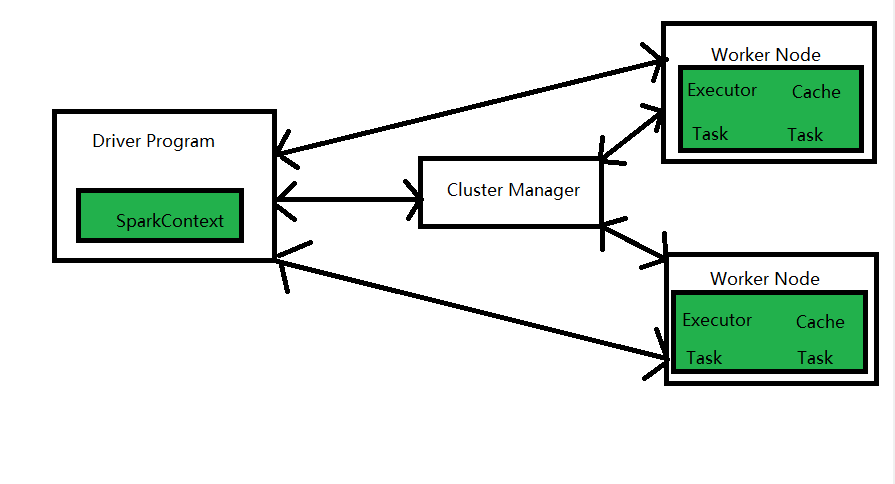 Driver Program
SparkContext
Cluster Manager
Worker Node
Executor Cache
Task Task
Worker Node
Executor Cache
Task Task